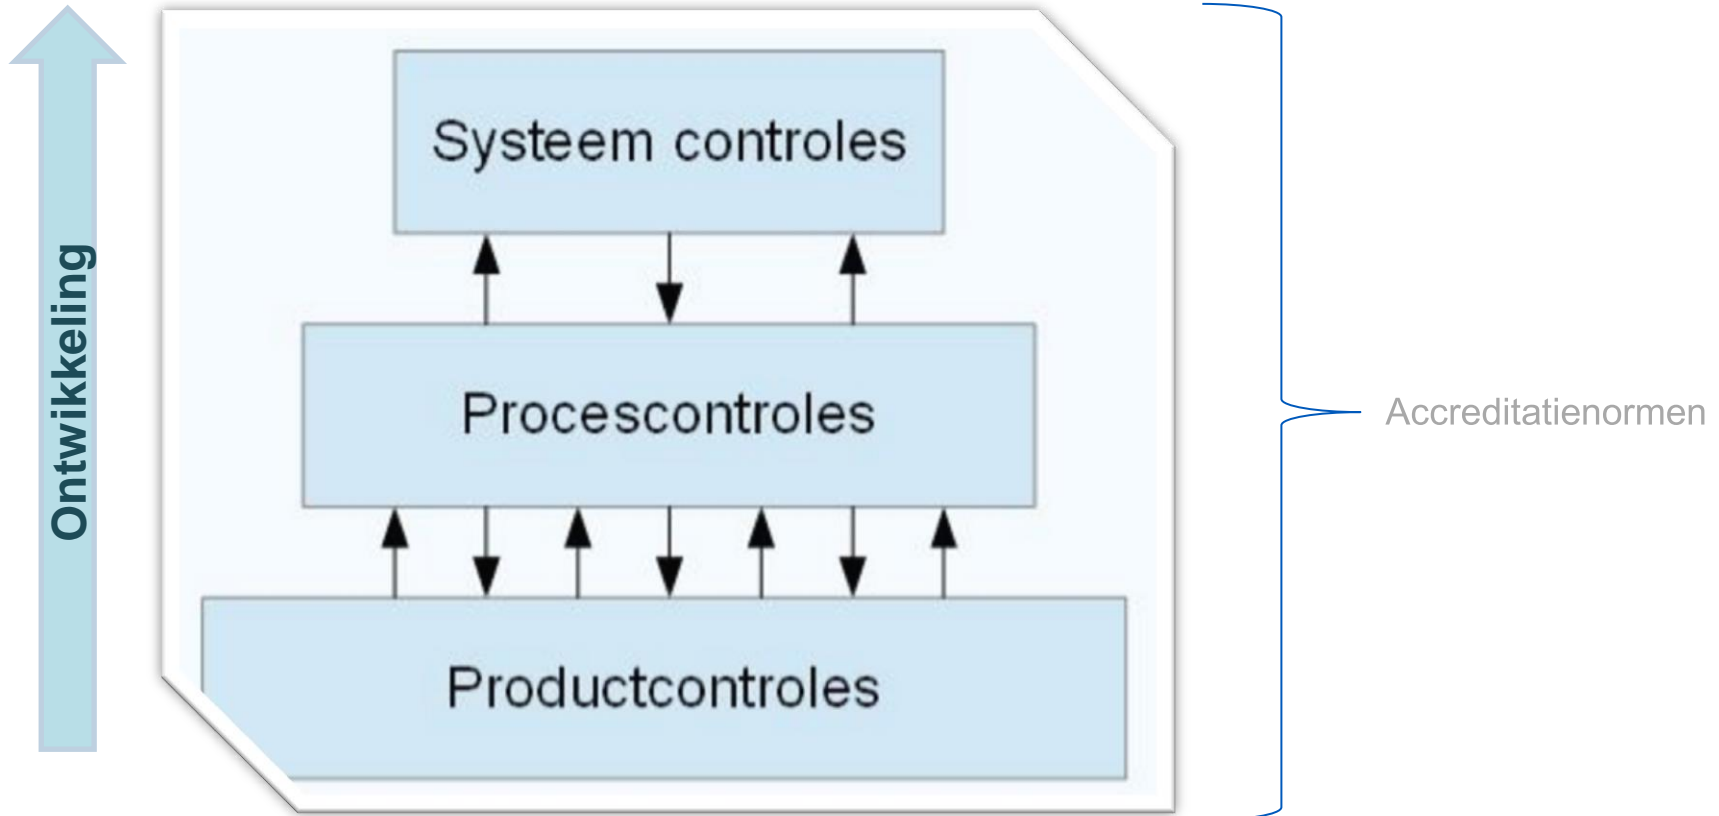 Ontwikkeling
Systeem controles
Procescontroles
Productcontroles
Accreditatienormen